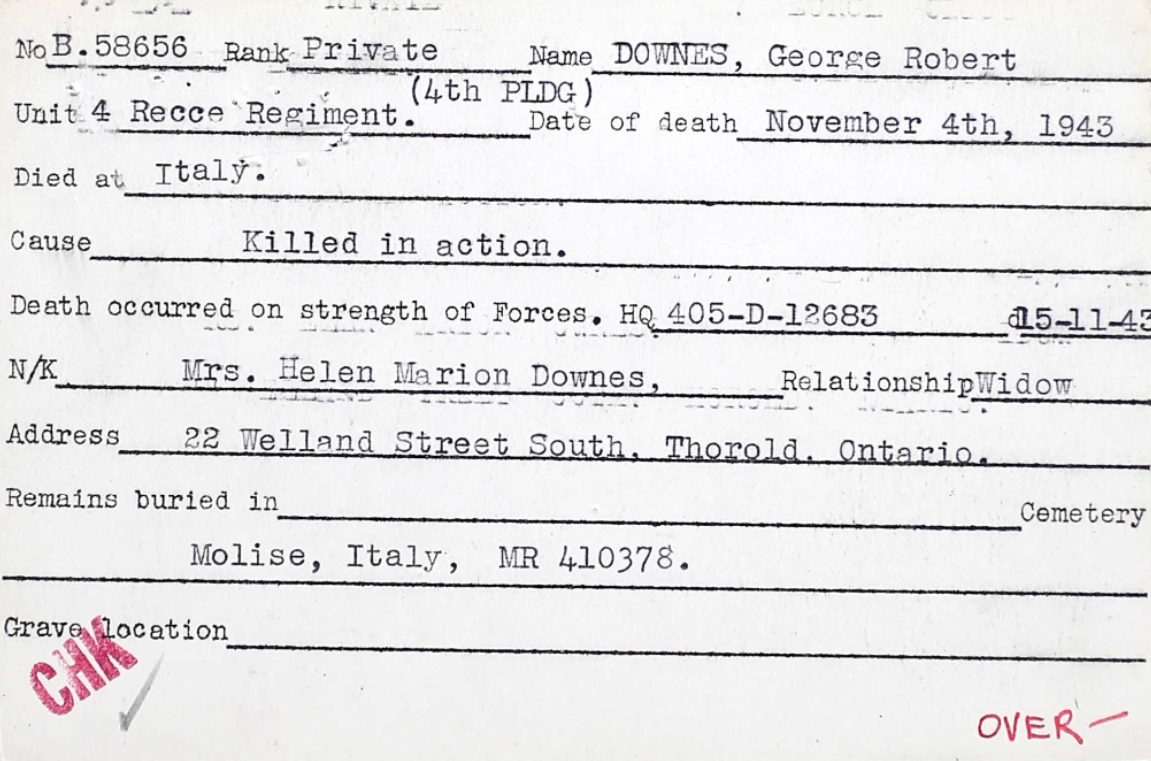 No B.58656 Rank Private Name DOWNES, George Robert
(4th PLDG)
Unit 4 Recce Regiment. Date of death November 4th, 1943
Died at Italy.
Cause Killed in action.
Death occurred on strength of Forces. HQ 405-D-12683 d15-11-43
N/K Mrs. Helen Marion Downes, Relationship Widow
Address 22 Welland Street South, Thorold, Ontario.
Remains buried in Cemetery
Molise, Italy, MR 410378.
Grave location
CHK
OVER-